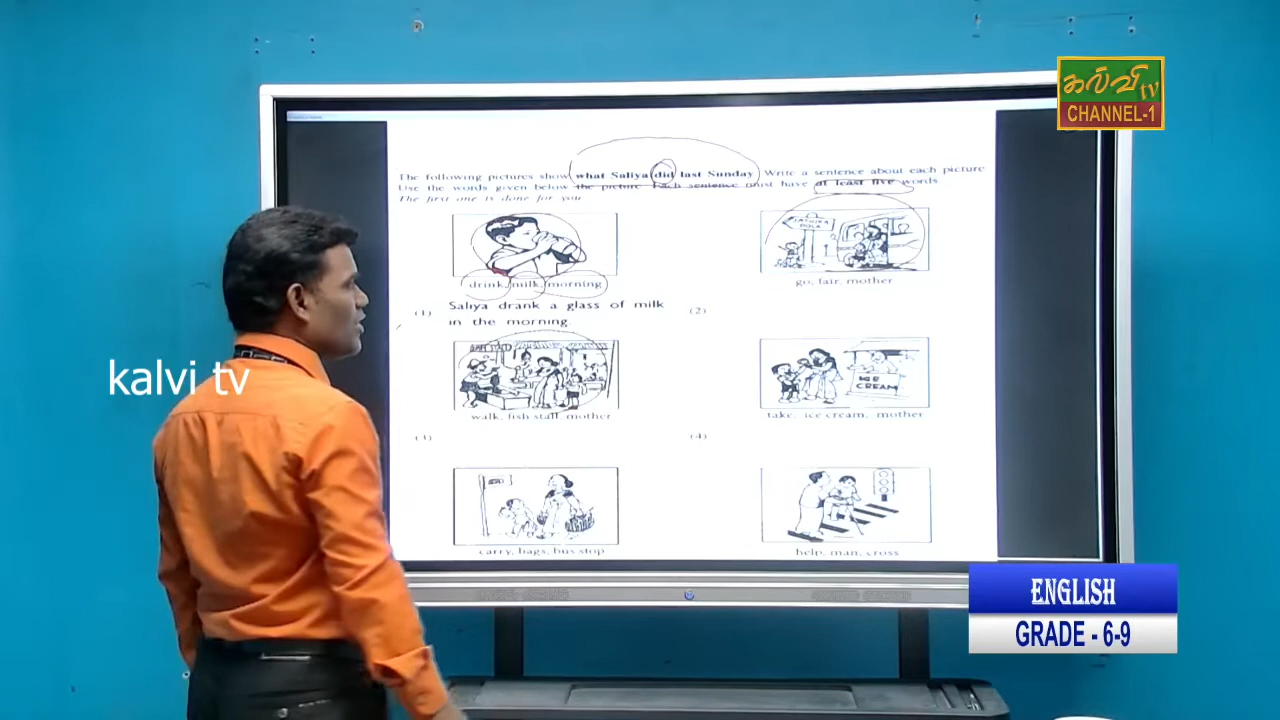 கல்வி tv
CHANNEL-1
The following pictures show what Saliya did last Sunday Write a sentence about each picture
Use the words given below the picture Each sentence must have at least five words
The first one is done for you
drink, milk, morning
go, fair, mother
(1) Saliya drank a glass of milk
in the morning.
(2)
walk, fish stall, mother
take, ice cream, mother
ICE
CREAM
(3)
(4)
carry, bags, bus stop
help, man, cross
kalvi tv
ENGLISH
GRADE - 6-9